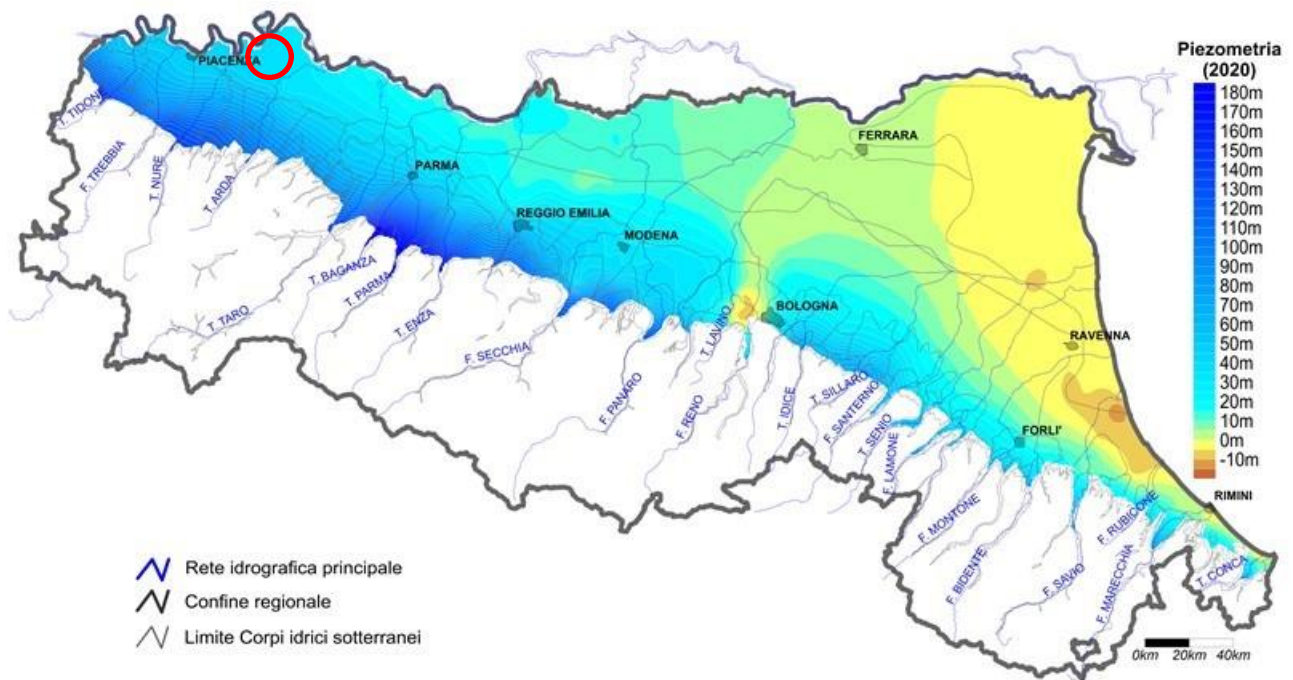 Piezometria
(2020)
180m
170m
160m
150m
140m
130m
120m
110m
100m
90m
80m
70m
60m
50m
40m
30m
20m
10m
0m
-10m
PIACENZA
PARMA
REGGIO EMILIA
MODENA
BOLOGNA
FERRARA
RAVENNA
FORLI'
RIMINI
T. TIDONE
F. TREBBIA
T. NURE
T. ARDA
T. TARO
T. BAGANZA
T. PARMA
T. ENZA
F. SECCHIA
F. PANARO
F. RENO
T. LAVINO
T. IDICE
T. SILLARO
F. SANTERNO
T. SENIO
F. LAMONE
F. MONTONE
F. BIDENTE
F. SAVIO
F. RUBICONE
F. MARECCHIA
T. CONCA
Rete idrografica principale
Confine regionale
Limite Corpi idrici sotterranei
0km 20km 40km